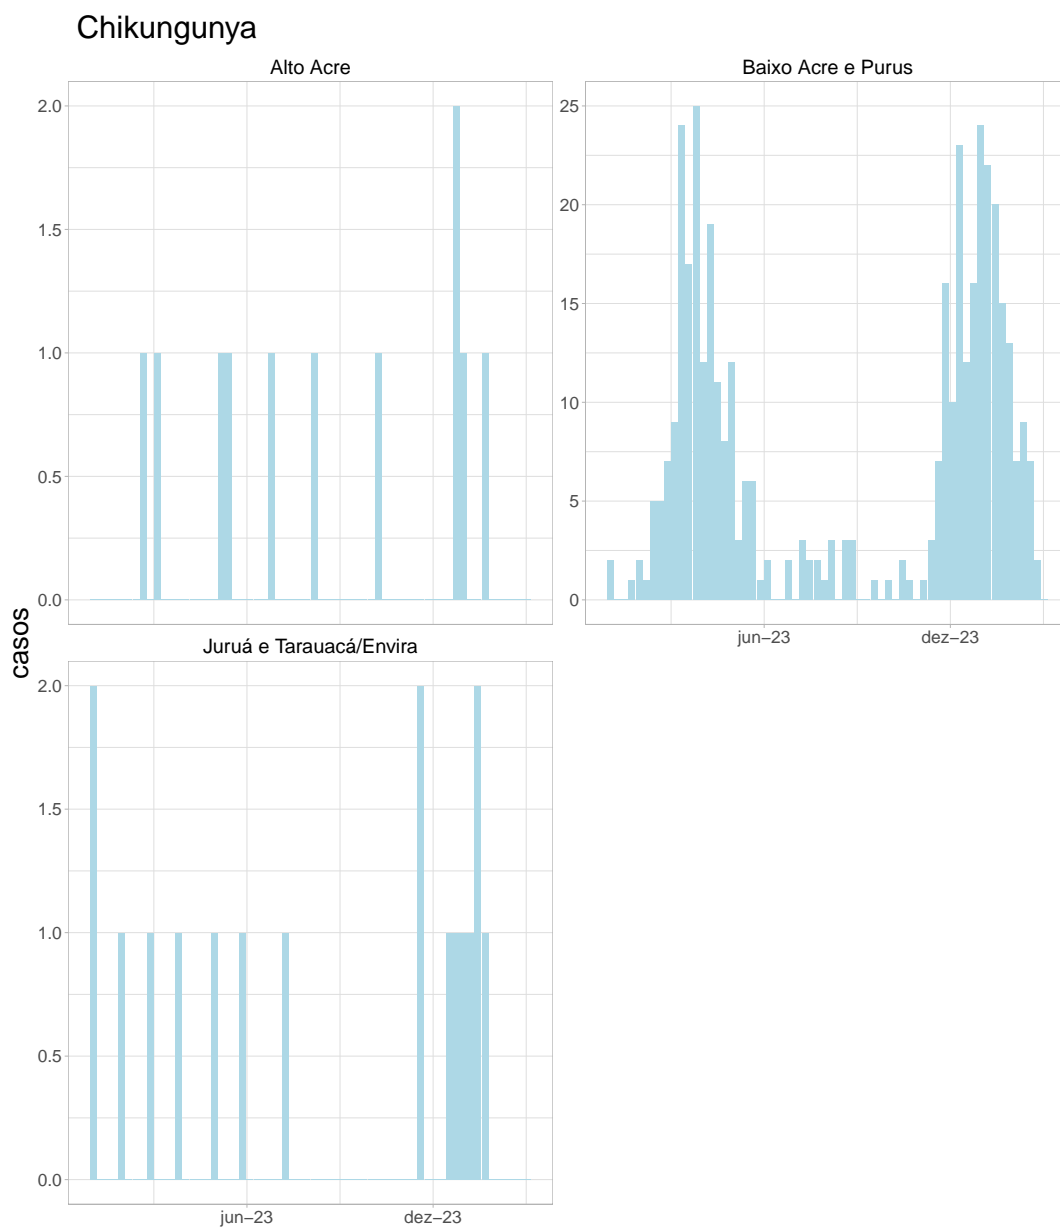 Chikungunya
Alto Acre
Baixo Acre e Purus
2.0
1.5
1.0
0.5
0.0
25
20
15
10
5
0
jun−23
dez−23
casos
Juruá e Tarauacá/Envira
2.0
1.5
1.0
0.5
0.0
jun−23
dez−23